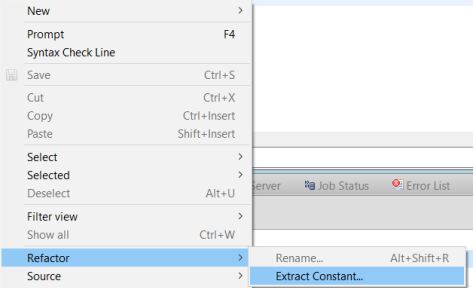 New
Prompt F4
Syntax Check Line
Save Ctrl+S
Cut Ctrl+X
Copy Ctrl+Insert
Paste Shift+Insert
Select
Selected
Server Job Status Error List
Deselect Alt+U
Filter view
Show all Ctrl+W
Refactor
Rename... Alt+Shift+R
Source
Extract Constant...